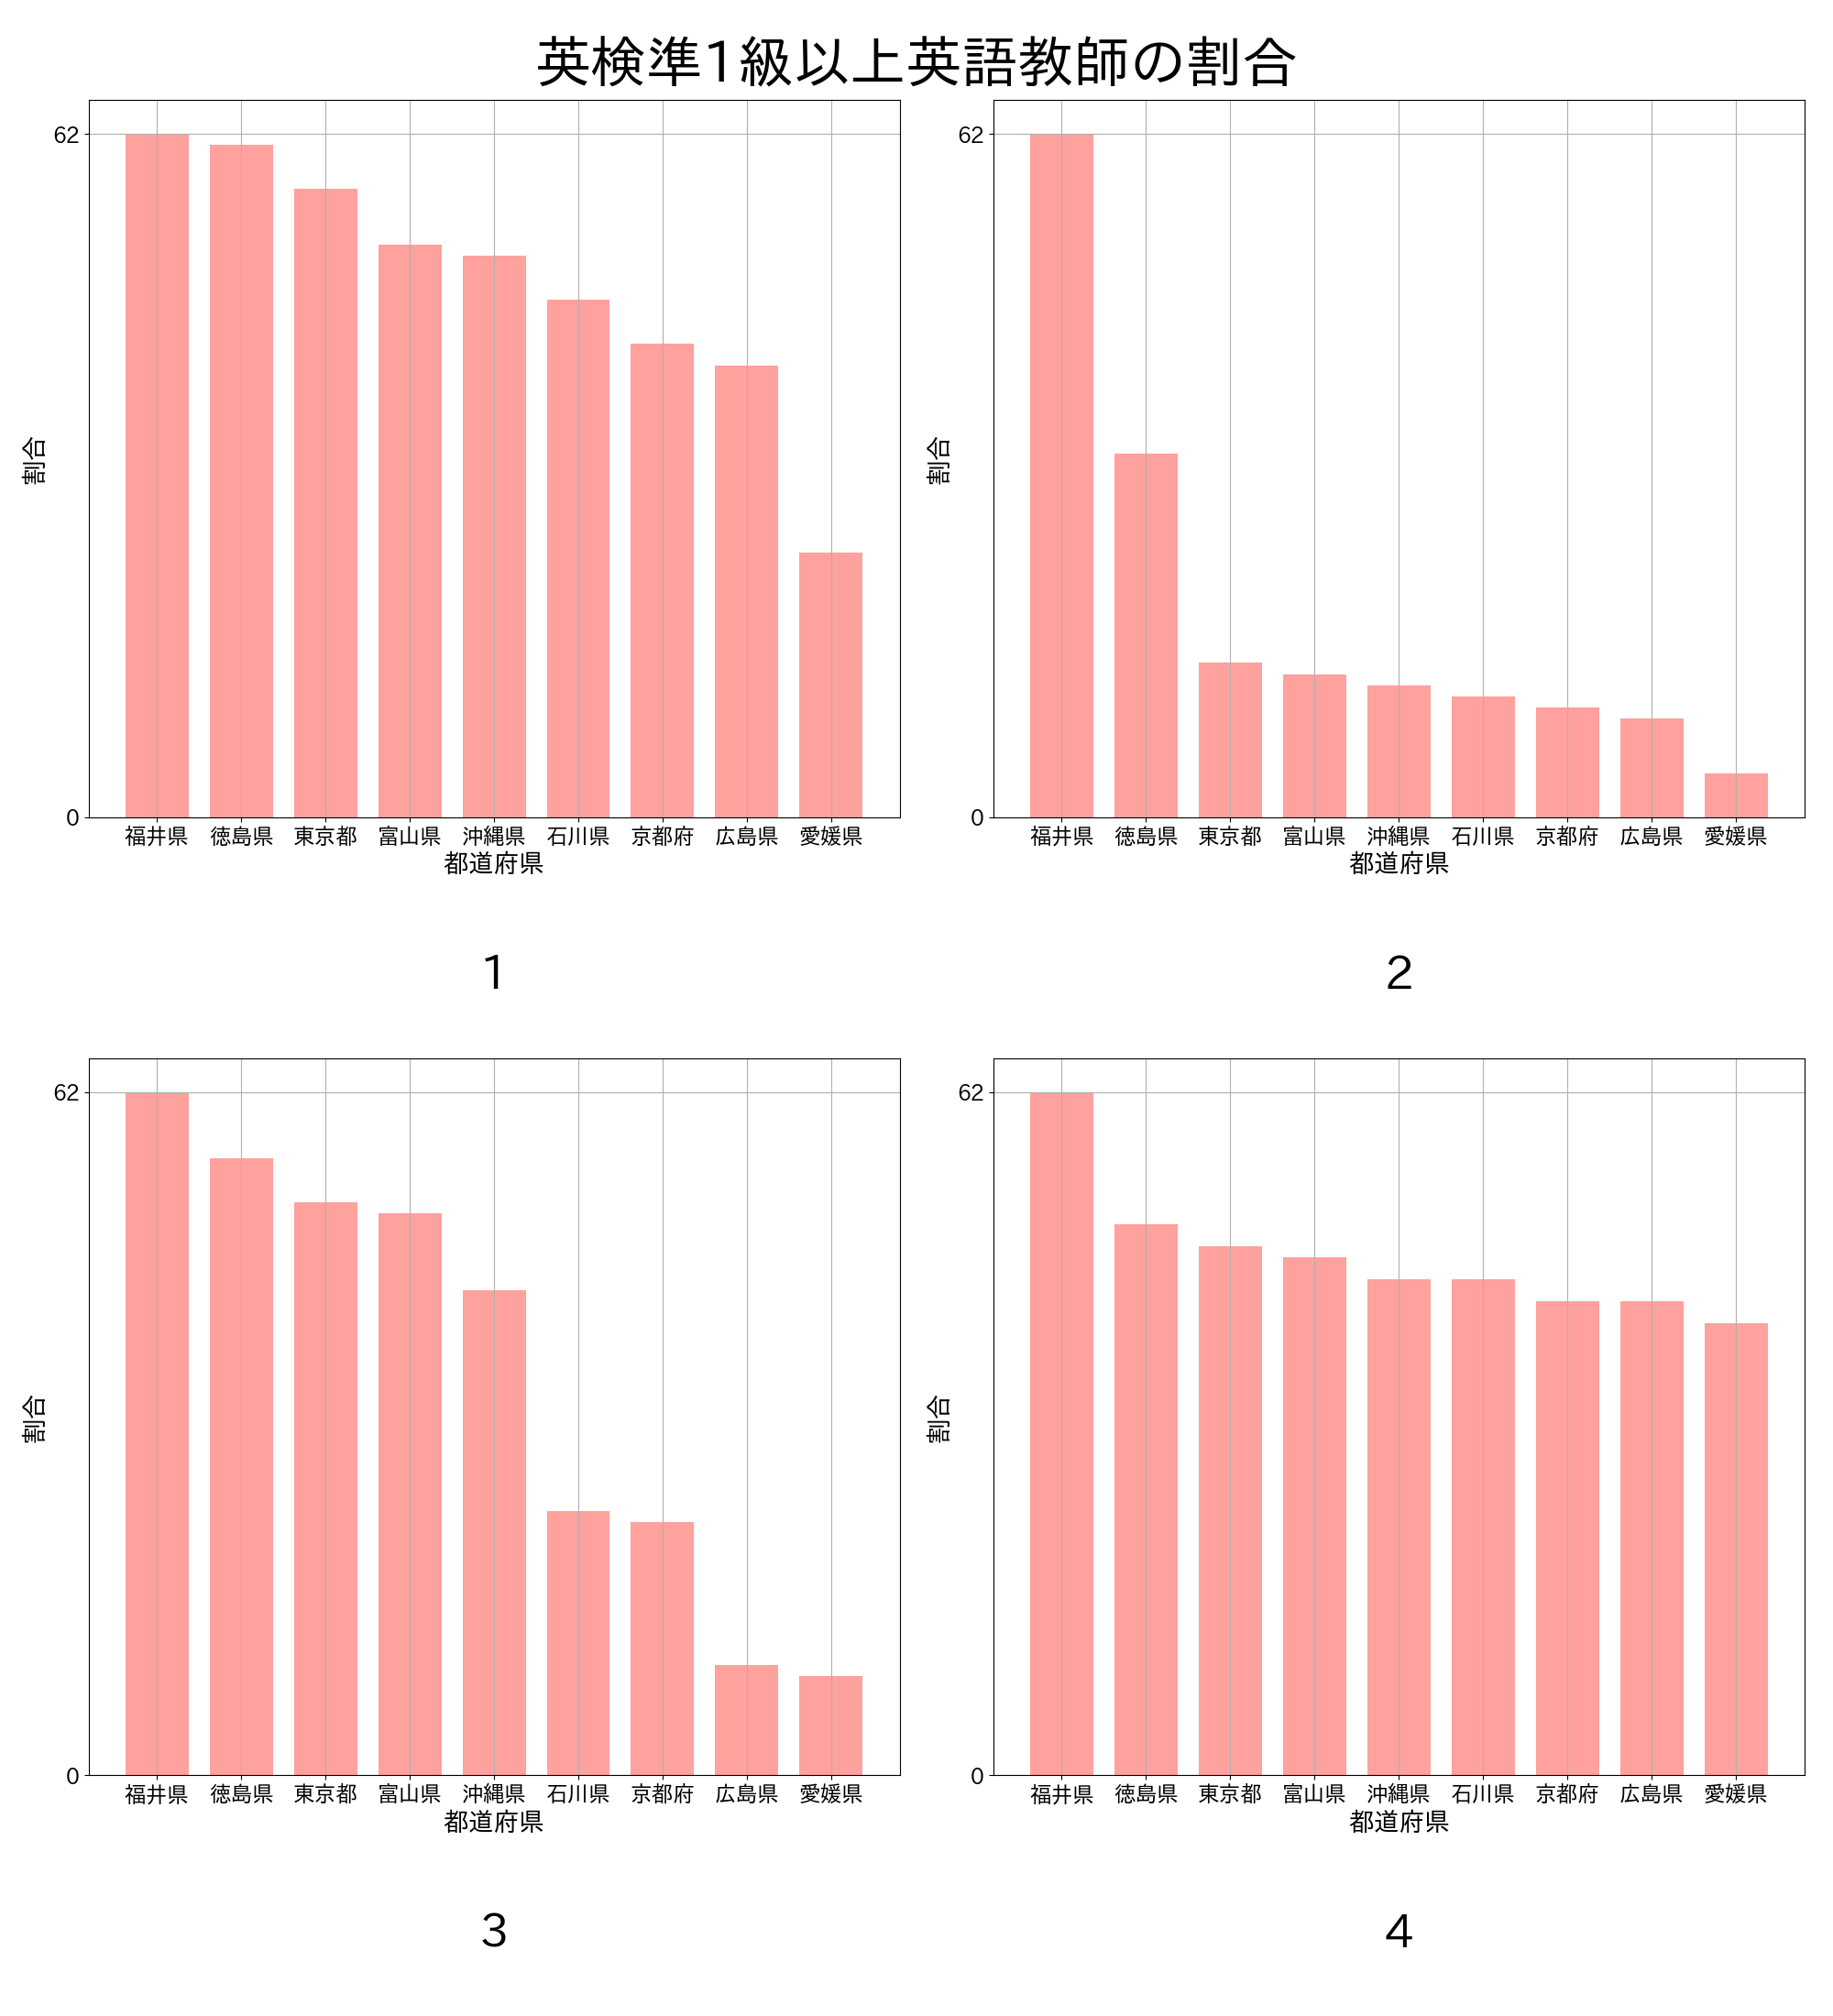 英検準1級以上英語教師の割合
62
0
割合
福井県 徳島県 東京都 富山県 沖縄県 石川県 京都府 広島県 愛媛県
都道府県
1
62
0
割合
福井県 徳島県 東京都 富山県 沖縄県 石川県 京都府 広島県 愛媛県
都道府県
2
62
0
割合
福井県 徳島県 東京都 富山県 沖縄県 石川県 京都府 広島県 愛媛県
都道府県
3
62
0
割合
福井県 徳島県 東京都 富山県 沖縄県 石川県 京都府 広島県 愛媛県
都道府県
4